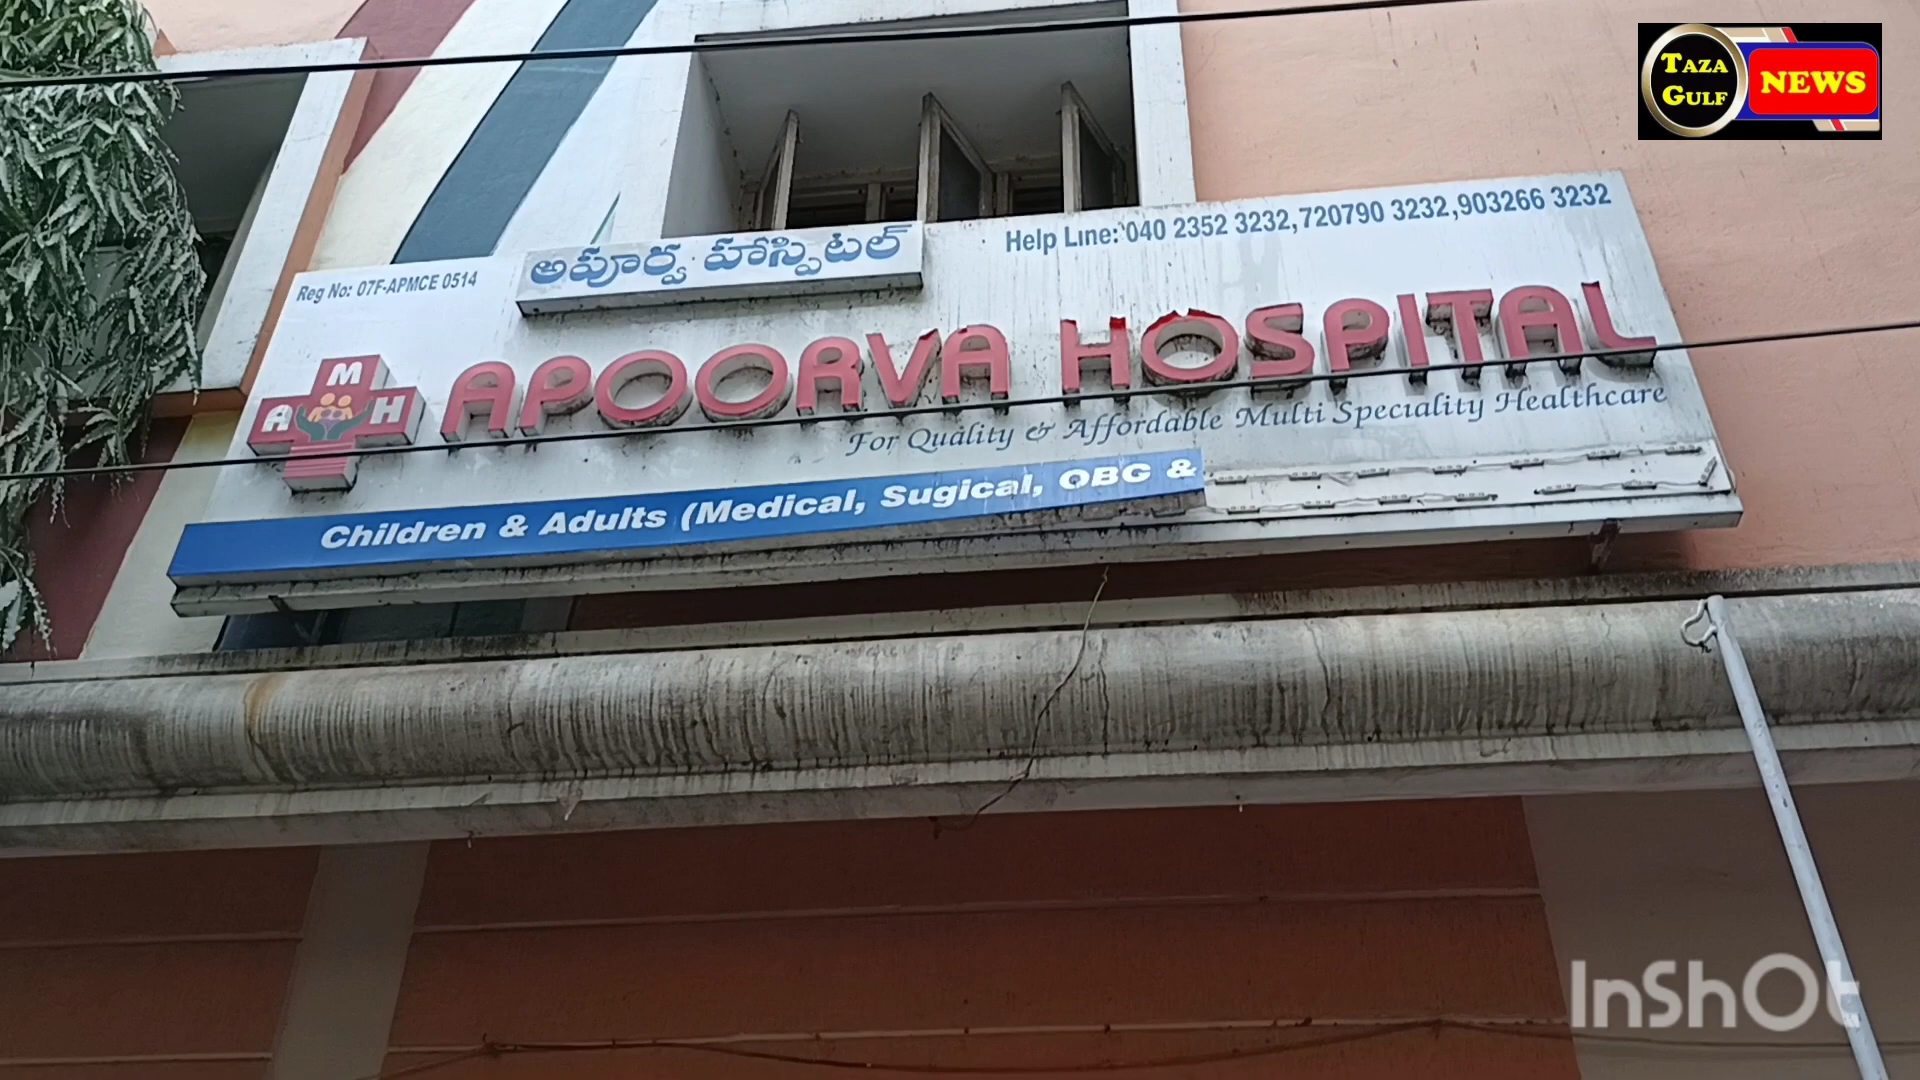 TAZA
GULF
NEWS
Help Line: 040 2352 3232,720790 3232,903266 3232
అపూర్వ హాస్పిటల్
Reg No: 07F-APMCE 0514
M
A H
APOORVA HOSPITAL
For Quality & Affordable Multi Speciality Healthcare
Children & Adults (Medical, Sugical, OBG &
InShOt